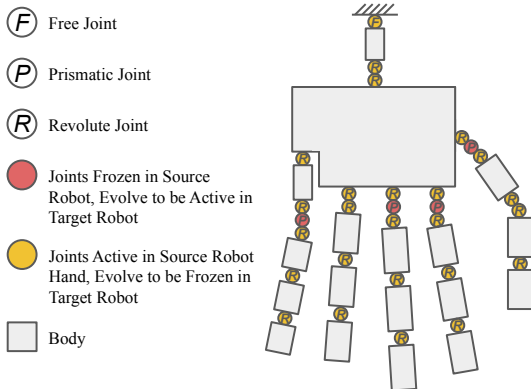 F Free Joint
P Prismatic Joint
R Revolute Joint
Joints Frozen in Source
Robot, Evolve to be Active in
Target Robot
Joints Active in Source Robot
Hand, Evolve to be Frozen in
Target Robot
Body
F
R
R
R
R
P
R
R
R
R
R
R
R
R
P
R
R
R
R
P
R
R
R
R
P
R
R
R
R